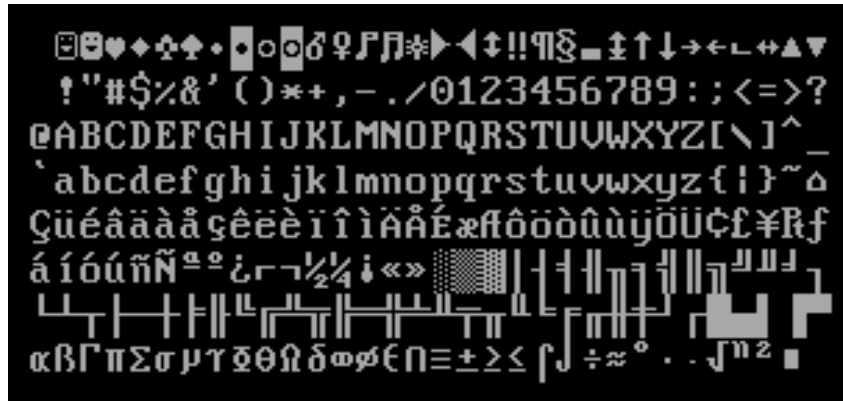 ☺☻♥♦♣♠•◘○◙♂♀♪♫☼►◄↕‼¶§▬↨↑↓→←∟↔▲▼
!"#$%&'()*+,-./0123456789:;<=>?
@ABCDEFGHIJKLMNOPQRSTUVWXYZ[\]^_
`abcdefghijklmnopqrstuvwxyz{¦}~⌂
ÇüéâäàåçêëèïîìÄÅÉæÆôöòûùÿÖÜ¢£¥₧ƒ
áíóúñÑªº¿⌐¬½¼¡«»░▒▓│┤╡╢╖╕╣║╗╝╜╛┐
└┴┬├─┼╞╟╚╔╩╦╠═╬╧╨╤╥╙╘╒╓╫╪┘┌█▄▌▐▀
αßΓπΣσµτΦΘΩδ∞φε∩≡±≥≤⌠⌡÷≈°∙·√ⁿ²■